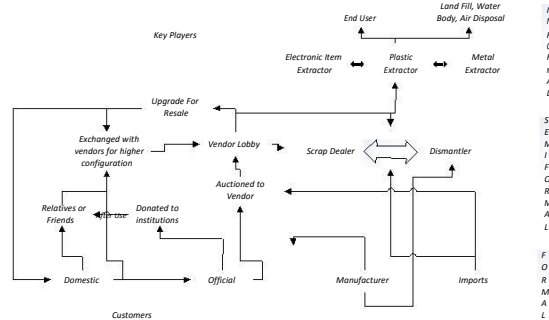 Land Fill, Water
Body, Air Disposal
End User
Key Players
Electronic Item
Extractor
Plastic
Extractor
Metal
Extractor
Upgrade For
Resale
Exchanged with
vendors for higher
configuration
Vendor Lobby
Scrap Dealer
Dismantler
Auctioned to
Vendor
Relatives or
Friends
After Use
Donated to
institutions
Domestic
Official
Manufacturer
Imports
Customers
S
E
M
I
F
O
R
M
A
L
F
O
R
M
A
L